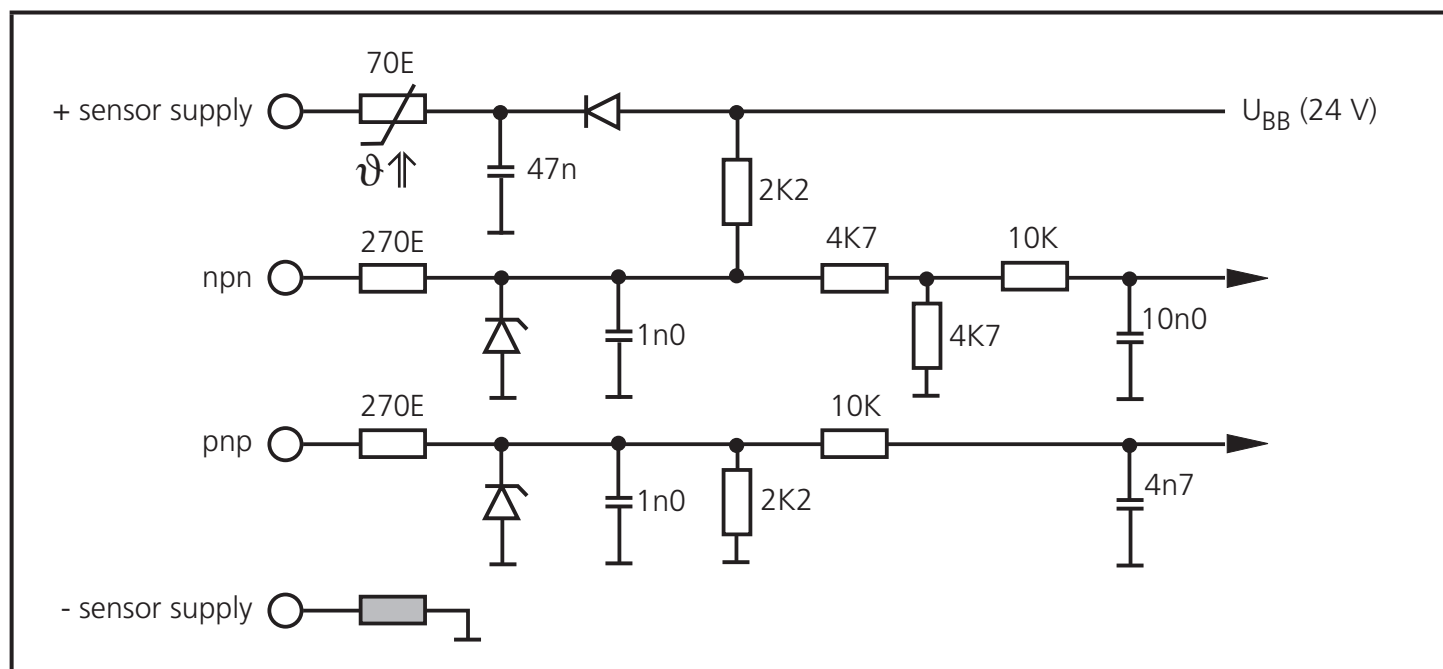 70E
+ sensor supply
U_BB (24 V)
ϑ⇑
47n
2K2
270E
4K7
10K
npn
1n0
4K7
10n0
270E
10K
pnp
1n0
2K2
4n7
- sensor supply